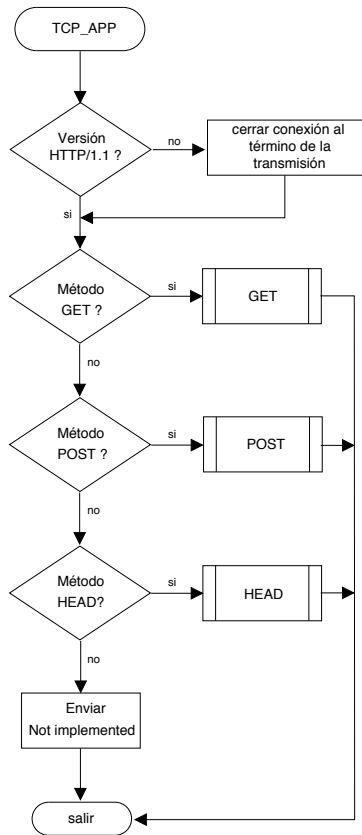 TCP_APP
Versión
HTTP/1.1 ?
no
cerrar conexión al
término de la
transmisión
si
Método
GET ?
si
GET
no
Método
POST ?
si
POST
no
Método
HEAD?
si
HEAD
no
Enviar
Not implemented
salir